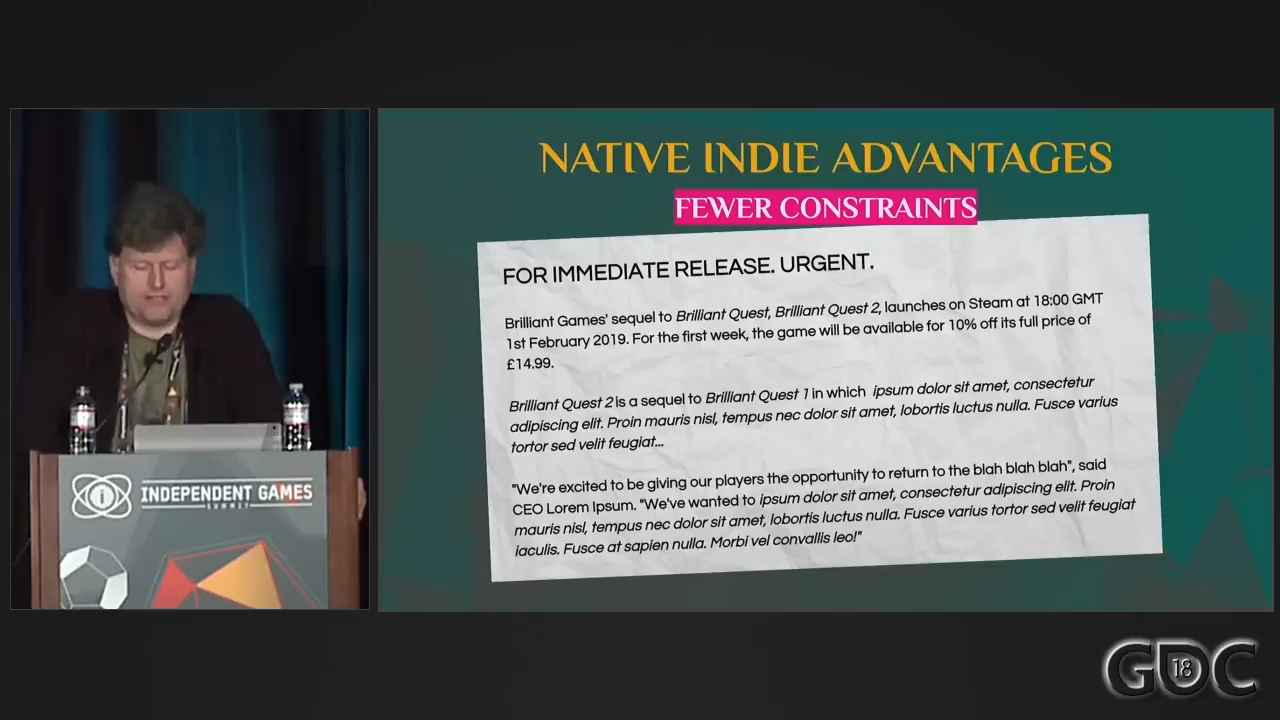 NATIVE INDIE ADVANTAGES
FEWER CONSTRAINTS
FOR IMMEDIATE RELEASE. URGENT.
Brilliant Games' sequel to Brilliant Quest, Brilliant Quest 2, launches on Steam at 18:00 GMT
1st February 2019. For the first week, the game will be available for 10% off its full price of
£14.99.
Brilliant Quest 2 is a sequel to Brilliant Quest 1 in which ipsum dolor sit amet, consectetur
adipiscing elit. Proin mauris nisl, tempus nec dolor sit amet, lobortis luctus nulla. Fusce varius
tortor sed velit feugiat...
"We're excited to be giving our players the opportunity to return to the blah blah blah", said
CEO Lorem Ipsum. "We've wanted to ipsum dolor sit amet, consectetur adipiscing elit. Proin
mauris nisl, tempus nec dolor sit amet, lobortis luctus nulla. Fusce varius tortor sed velit feugiat
iaculis. Fusce at sapien nulla. Morbi vel convallis leo!"
i
INDEPENDENT GAMES
SUMMIT
GDC
18